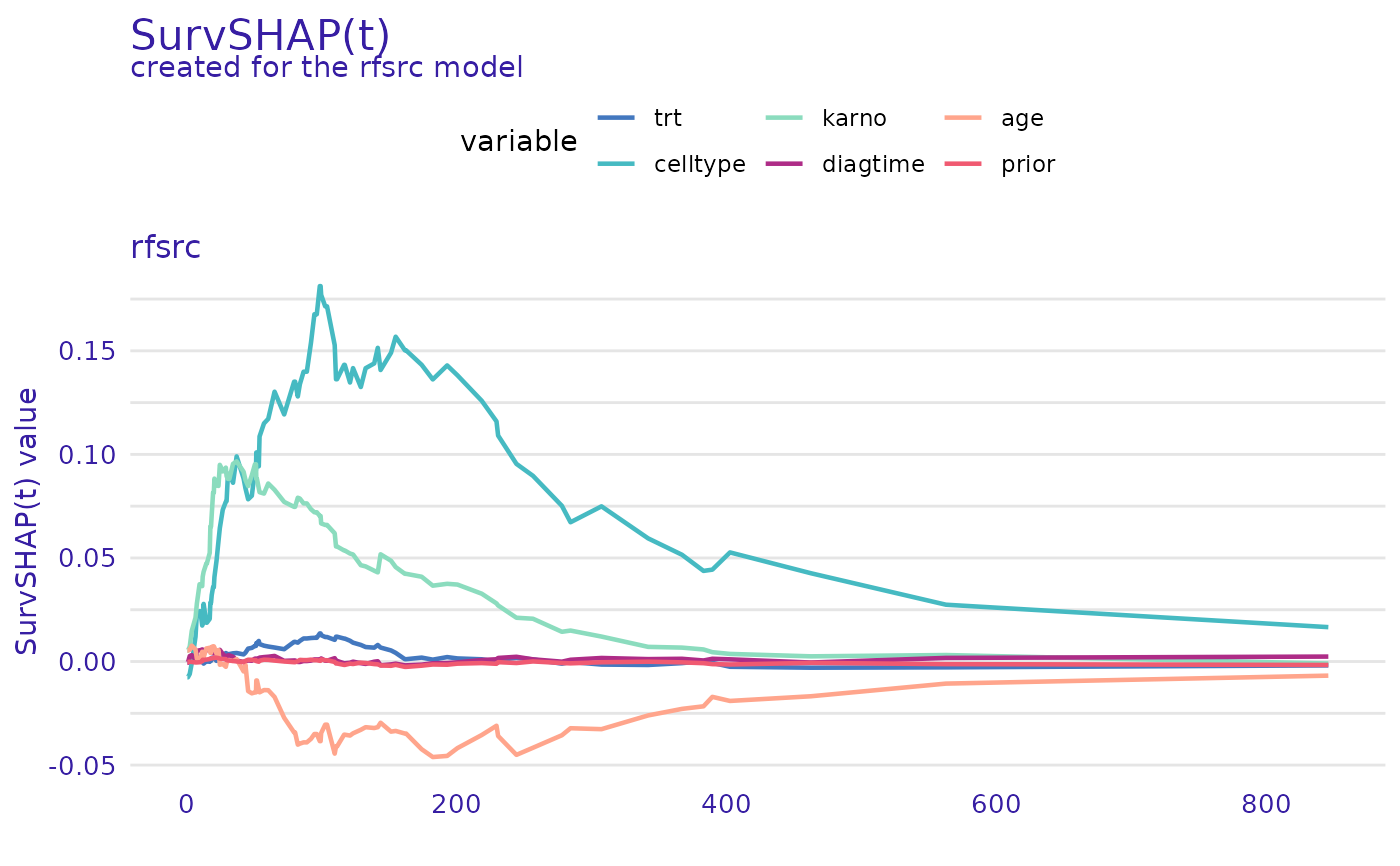 SurvSHAP(t)
created for the rfsrc model
variable
trt
karno
age
celltype
diagtime
prior
rfsrc
SurvSHAP(t) value
0.15
0.10
0.05
0.00
-0.05
0
200
400
600
800